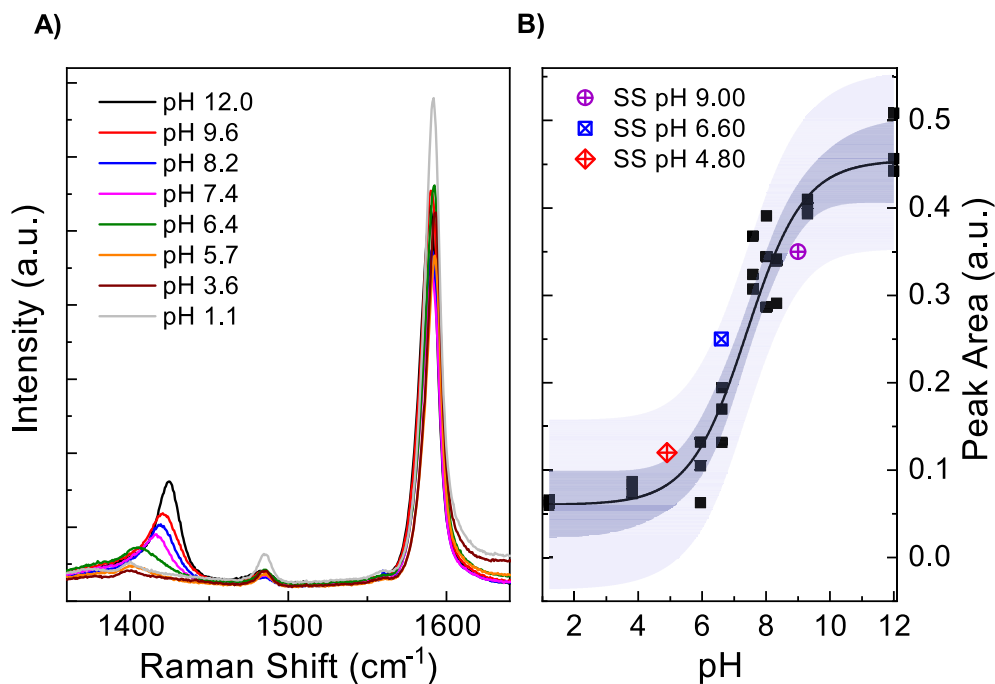 A)
pH 12.0
pH 9.6
pH 8.2
pH 7.4
pH 6.4
pH 5.7
pH 3.6
pH 1.1
Intensity (a.u.)
1400 1500 1600
Raman Shift (cm⁻¹)
B)
SS pH 9.00
SS pH 6.60
SS pH 4.80
0.5
0.4
0.3
0.2
0.1
0.0
Peak Area (a.u.)
2 4 6 8 10 12
pH